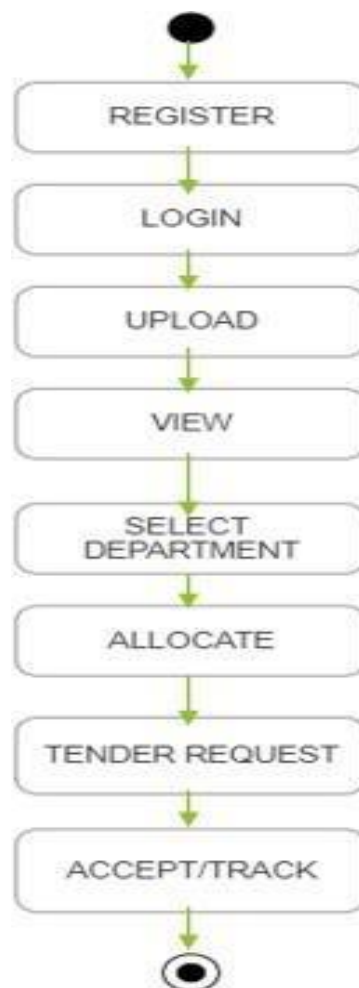 REGISTER
LOGIN
UPLOAD
VIEW
SELECT
DEPARTMENT
ALLOCATE
TENDER REQUEST
ACCEPT/TRACK